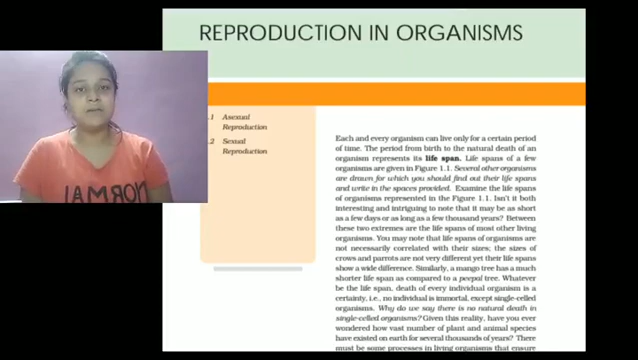 REPRODUCTION IN ORGANISMS
.1 Asexual
Reproduction
.2 Sexual
Reproduction
Each and every organism can live only for a certain period
of time. The period from birth to the natural death of an
organism represents its life span. Life spans of a few
organisms are given in Figure 1.1. Several other organisms
are drawn for which you should find out their life spans
and write in the spaces provided. Examine the life spans
of organisms represented in the Figure 1.1. Isn't it both
interesting and intriguing to note that it may be as short
as a few days or as long as a few thousand years? Between
these two extremes are the life spans of most other living
organisms. You may note that life spans of organisms are
not necessarily correlated with their sizes; the sizes of
crows and parrots are not very different yet their life spans
show a wide difference. Similarly, a mango tree has a much
shorter life span as compared to a peepal tree. Whatever
be the life span, death of every individual organism is a
certainty, i.e., no individual is immortal, except single-celled
organisms. Why do we say there is no natural death in
single-celled organisms? Given this reality, have you ever
wondered how vast number of plant and animal species
have existed on earth for several thousands of years? There
must be some processes in living organisms that ensure
NORMAL